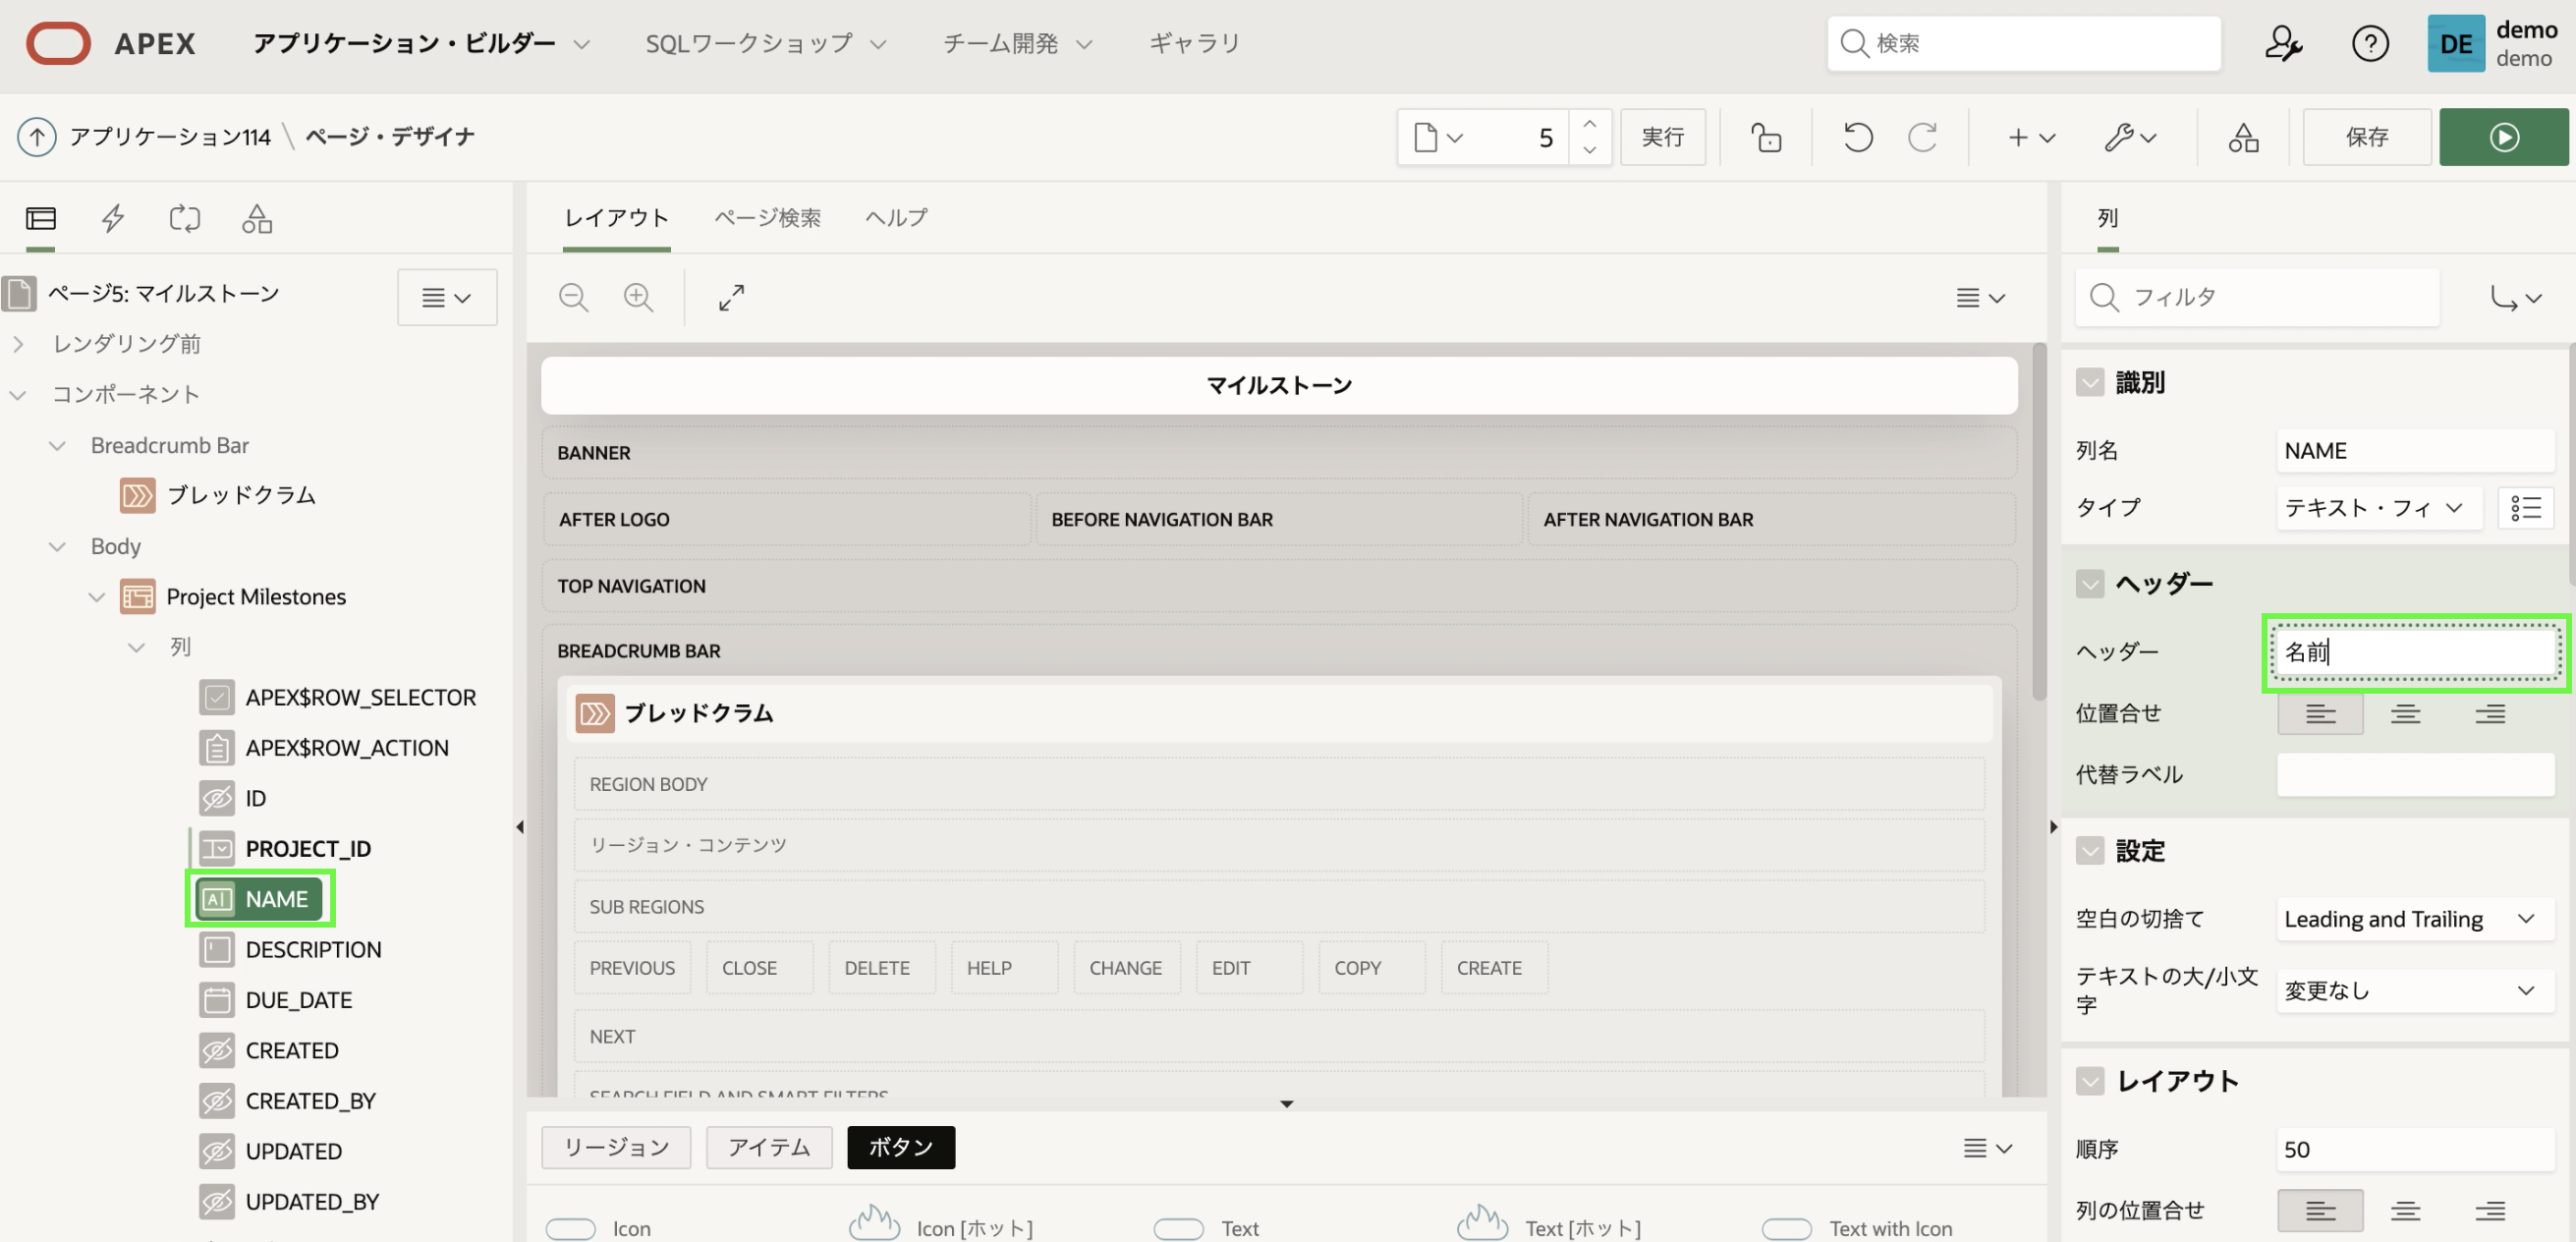 APEX アプリケーション・ビルダー SQLワークショップ チーム開発 ギャラリ 検索 DE demo
demo
アプリケーション114 \ ページ・デザイナ 5 実行 保存
レイアウト ページ検索 ヘルプ
ページ5: マイルストーン
レンダリング前
コンポーネント
Breadcrumb Bar
ブレッドクラム
Body
Project Milestones
列
APEX$ROW_SELECTOR
APEX$ROW_ACTION
ID
PROJECT_ID
NAME
DESCRIPTION
DUE_DATE
CREATED
CREATED_BY
UPDATED
UPDATED_BY
マイルストーン
BANNER
AFTER LOGO BEFORE NAVIGATION BAR AFTER NAVIGATION BAR
TOP NAVIGATION
BREADCRUMB BAR
ブレッドクラム
REGION BODY
リージョン・コンテンツ
SUB REGIONS
PREVIOUS CLOSE DELETE HELP CHANGE EDIT COPY CREATE
NEXT
SEARCH FIELD AND SMART FILTERS
リージョン アイテム ボタン
Icon Icon [ホット] Text Text [ホット] Text with Icon
列
フィルタ
識別
列名 NAME
タイプ テキスト・フィ
ヘッダー
ヘッダー 名前
位置合せ
代替ラベル
設定
空白の切捨て Leading and Trailing
テキストの大/小文
字 変更なし
レイアウト
順序 50
列の位置合せ